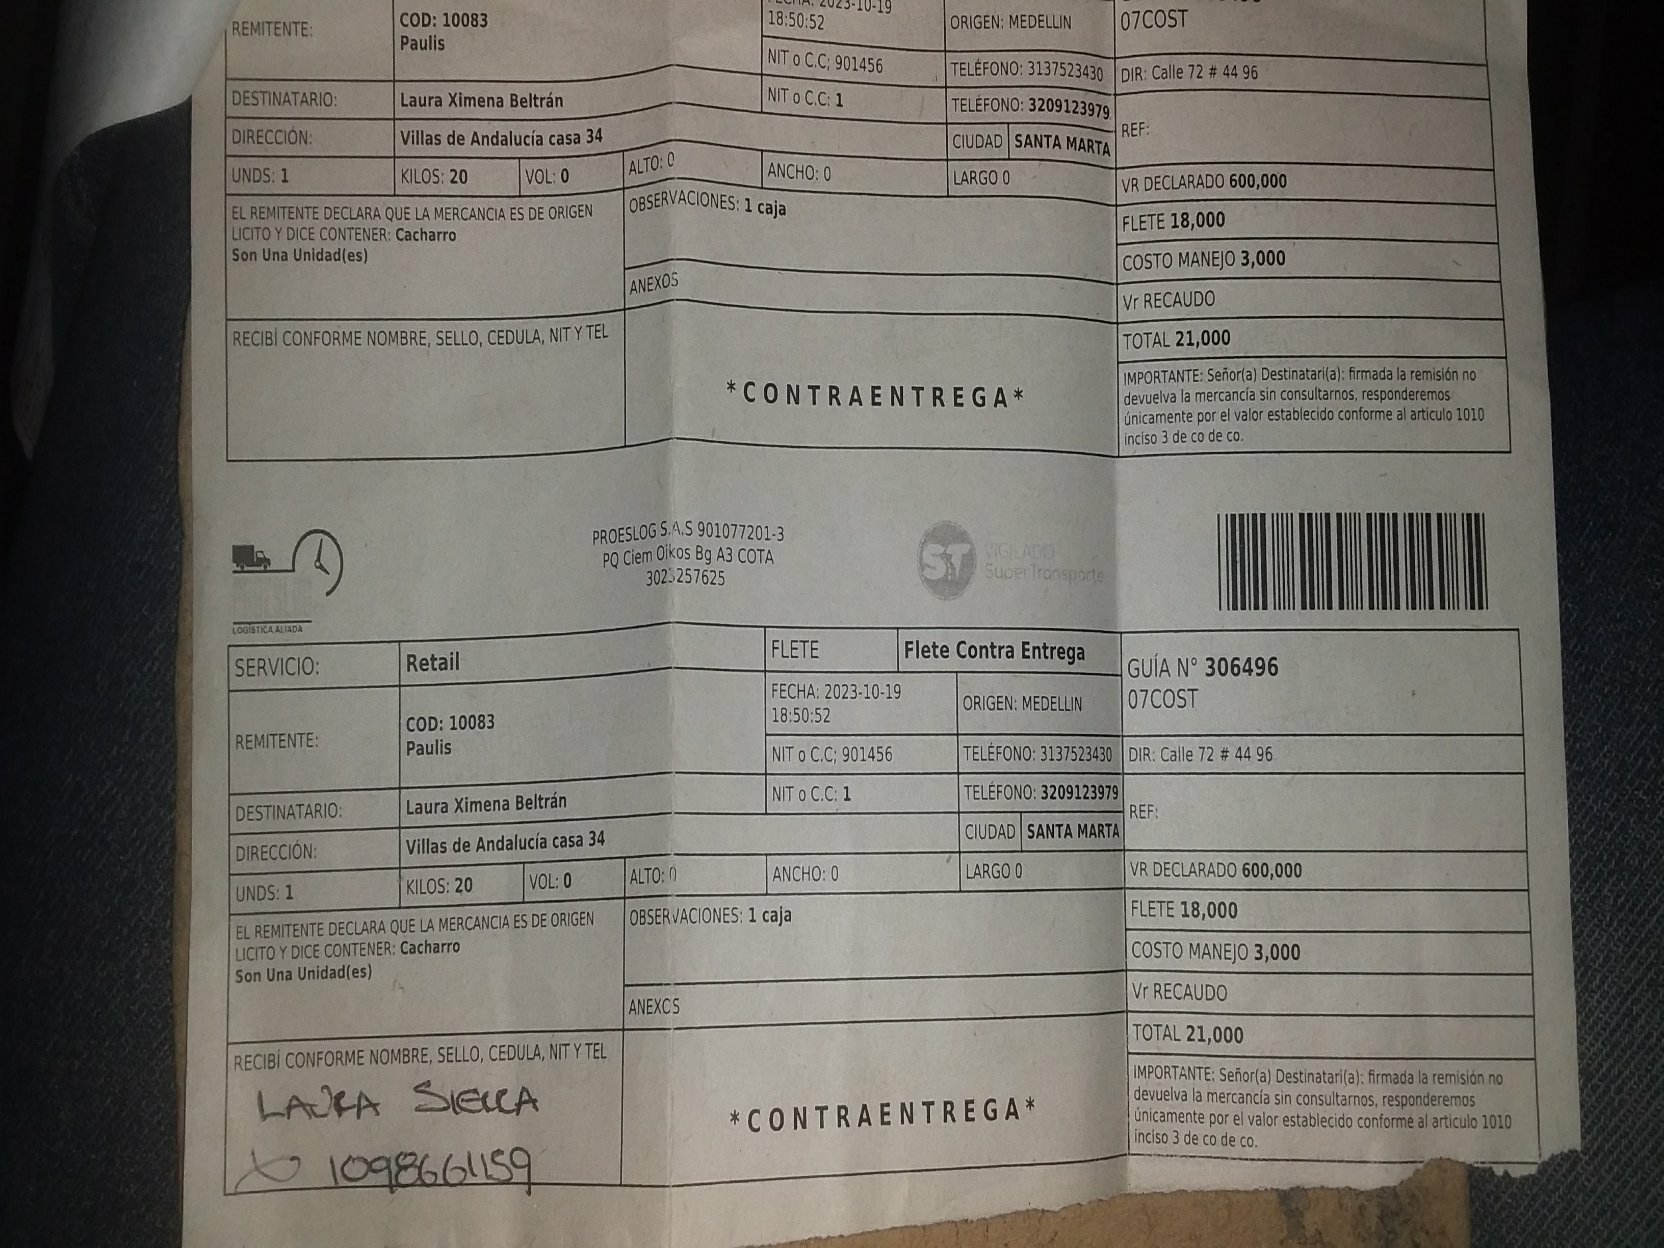 REMITENTE: COD: 10083 18:50:52 ORIGEN: MEDELLIN 07COST
Paulis NIT o C.C; 901456 TELÉFONO: 3137523430 DIR: Calle 72 # 44 96
DESTINATARIO: Laura Ximena Beltrán NIT o C.C: 1 TELÉFONO: 3209123979
DIRECCIÓN: Villas de Andalucía casa 34 CIUDAD SANTA MARTA REF:
UNDS: 1 KILOS: 20 VOL: 0 ALTO: 0 ANCHO: 0 LARGO 0 VR DECLARADO 600,000
EL REMITENTE DECLARA QUE LA MERCANCIA ES DE ORIGEN
LICITO Y DICE CONTENER: Cacharro
Son Una Unidad(es)
OBSERVACIONES: 1 caja
FLETE 18,000
COSTO MANEJO 3,000
ANEXOS
Vr RECAUDO
RECIBÍ CONFORME NOMBRE, SELLO, CEDULA, NIT Y TEL
TOTAL 21,000
*CONTRAENTREGA*
IMPORTANTE: Señor(a) Destinatari(a): firmada la remisión no
devuelva la mercancía sin consultarnos, responderemos
únicamente por el valor establecido conforme al articulo 1010
inciso 3 de co de co.
LOGÍSTICA ALIADA
PROESLOG S.A.S 901077201-3
PQ Ciem Oikos Bg A3 COTA
ST VIGILADO
SuperTransporte
SERVICIO: Retail FLETE Flete Contra Entrega GUÍA N° 306496
07COST
REMITENTE: COD: 10083
Paulis
FECHA: 2023-10-19
18:50:52
ORIGEN: MEDELLIN
NIT o C.C; 901456 TELÉFONO: 3137523430 DIR: Calle 72 # 44 96
DESTINATARIO: Laura Ximena Beltrán NIT o C.C: 1 TELÉFONO: 3209123979 REF:
DIRECCIÓN: Villas de Andalucía casa 34 CIUDAD SANTA MARTA
UNDS: 1 KILOS: 20 VOL: 0 ALTO: 0 ANCHO: 0 LARGO 0 VR DECLARADO 600,000
EL REMITENTE DECLARA QUE LA MERCANCIA ES DE ORIGEN
LICITO Y DICE CONTENER: Cacharro
Son Una Unidad(es)
OBSERVACIONES: 1 caja
FLETE 18,000
COSTO MANEJO 3,000
ANEXOS
Vr RECAUDO
TOTAL 21,000
RECIBÍ CONFORME NOMBRE, SELLO, CEDULA, NIT Y TEL
LAURA SIERRA
1098661159
*CONTRAENTREGA*
IMPORTANTE: Señor(a) Destinatari(a): firmada la remisión no
devuelva la mercancía sin consultarnos, responderemos
únicamente por el valor establecido conforme al articulo 1010
inciso 3 de co de co.